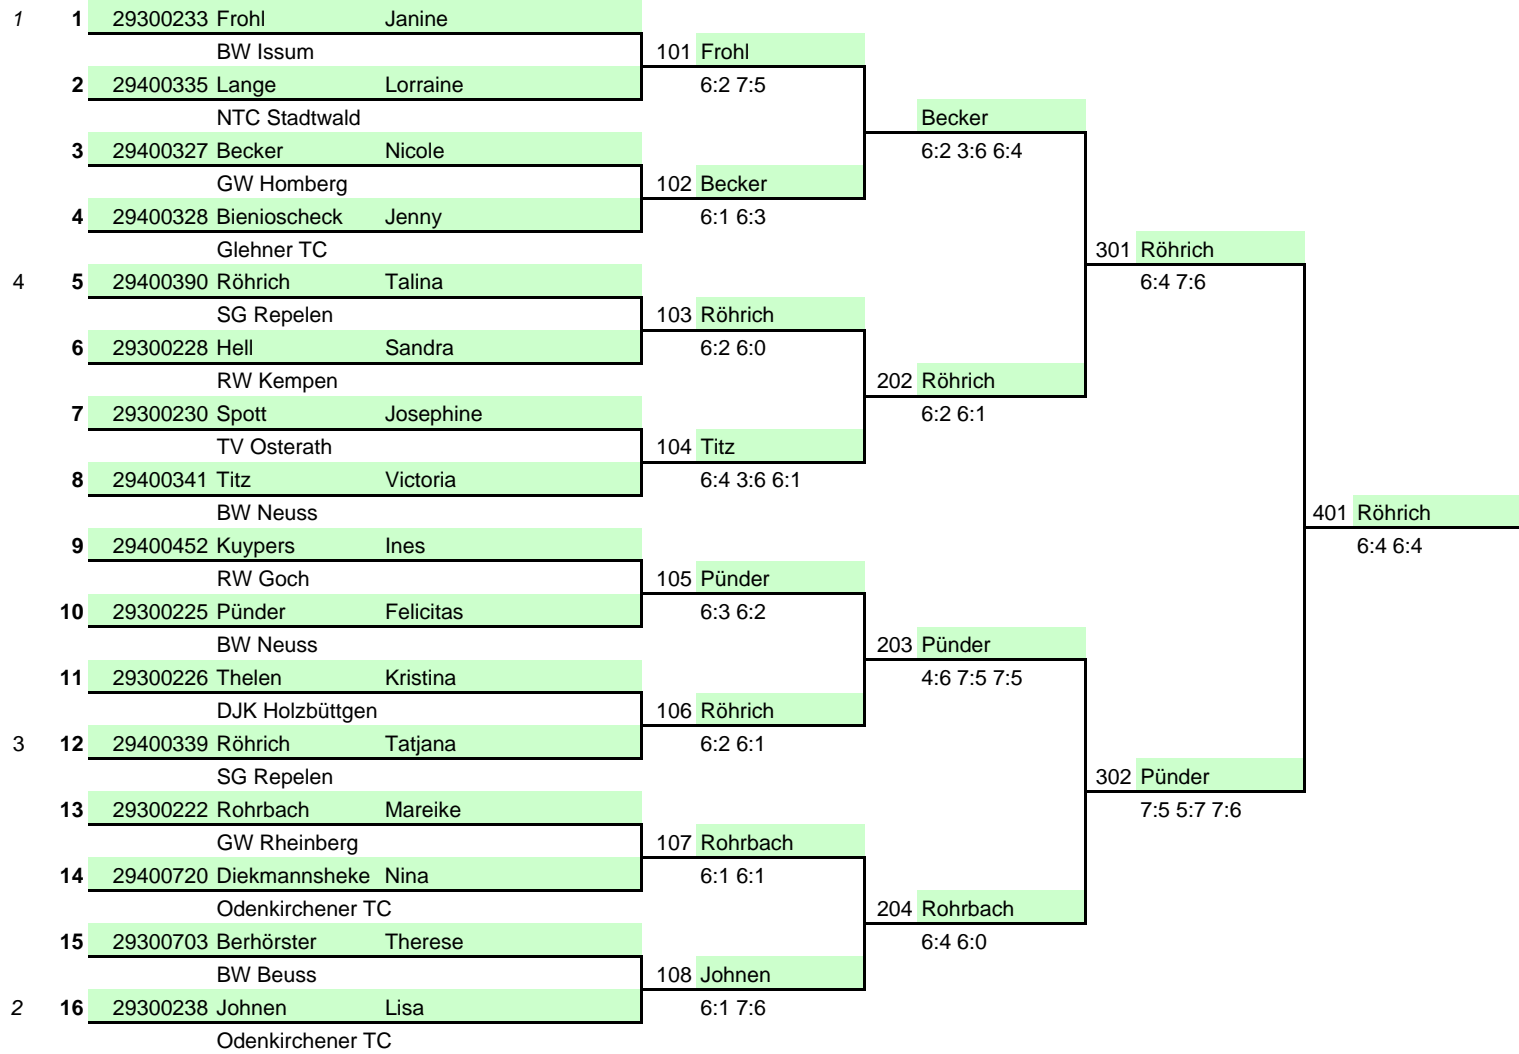 1 1 29300233 Frohl Janine
BW Issum 101 Frohl
2 29400335 Lange Lorraine 6:2 7:5
NTC Stadtwald Becker
3 29400327 Becker Nicole 6:2 3:6 6:4
GW Homberg 102 Becker
4 29400328 Bienioscheck Jenny 6:1 6:3
Glehner TC 301 Röhrich
4 5 29400390 Röhrich Talina 6:4 7:6
SG Repelen 103 Röhrich
6 29300228 Hell Sandra 6:2 6:0
RW Kempen 202 Röhrich
7 29300230 Spott Josephine 6:2 6:1
TV Osterath 104 Titz
8 29400341 Titz Victoria 6:4 3:6 6:1
BW Neuss 401 Röhrich
9 29400452 Kuypers Ines 6:4 6:4
RW Goch 105 Pünder
10 29300225 Pünder Felicitas 6:3 6:2
BW Neuss 203 Pünder
11 29300226 Thelen Kristina 4:6 7:5 7:5
DJK Holzbüttgen 106 Röhrich
3 12 29400339 Röhrich Tatjana 6:2 6:1
SG Repelen 302 Pünder
13 29300222 Rohrbach Mareike 7:5 5:7 7:6
GW Rheinberg 107 Rohrbach
14 29400720 Diekmannsheke Nina 6:1 6:1
Odenkirchener TC 204 Rohrbach
15 29300703 Berhörster Therese 6:4 6:0
BW Beuss 108 Johnen
2 16 29300238 Johnen Lisa 6:1 7:6
Odenkirchener TC